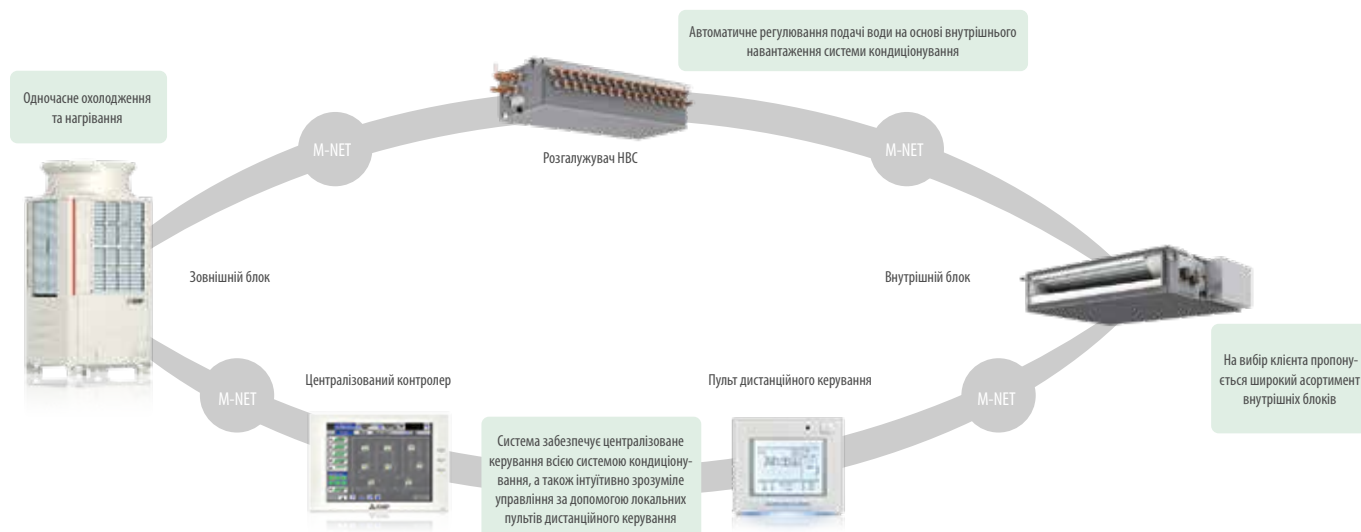 Автоматичне регулювання подачі води на основі внутрішнього
навантаження системи кондиціонування
Одночасне охолодження
та нагрівання
M-NET
M-NET
Розгалужувач НВС
Зовнішній блок
Внутрішній блок
На вибір клієнта пропону-
ється широкий асортимент
внутрішніх блоків
M-NET
Централізований контролер
Пульт дистанційного керування
M-NET
Система забезпечує централізоване
керування всією системою кондиціону-
вання, а також інтуїтивно зрозуміле
управління за допомогою локальних
пультів дистанційного керування